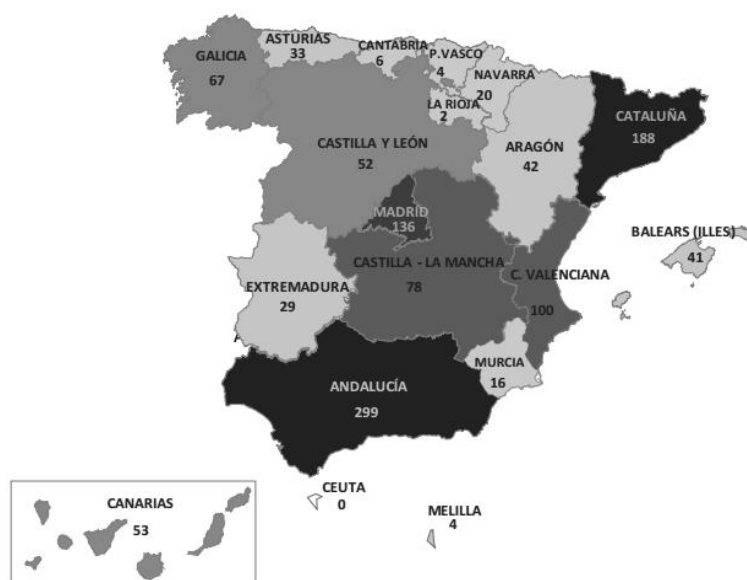 ASTURIAS
33
CANTABRIA
6
P.VASCO
4
GALICIA
67
NAVARRA
20
LA RIOJA
2
CATALUÑA
188
CASTILLA Y LEÓN
52
ARAGÓN
42
MADRID
136
BALEARS (ILLES)
41
CASTILLA - LA MANCHA
78
C. VALENCIANA
100
EXTREMADURA
29
A
MURCIA
16
ANDALUCÍA
299
CEUTA
0
MELILLA
4
CANARIAS
53